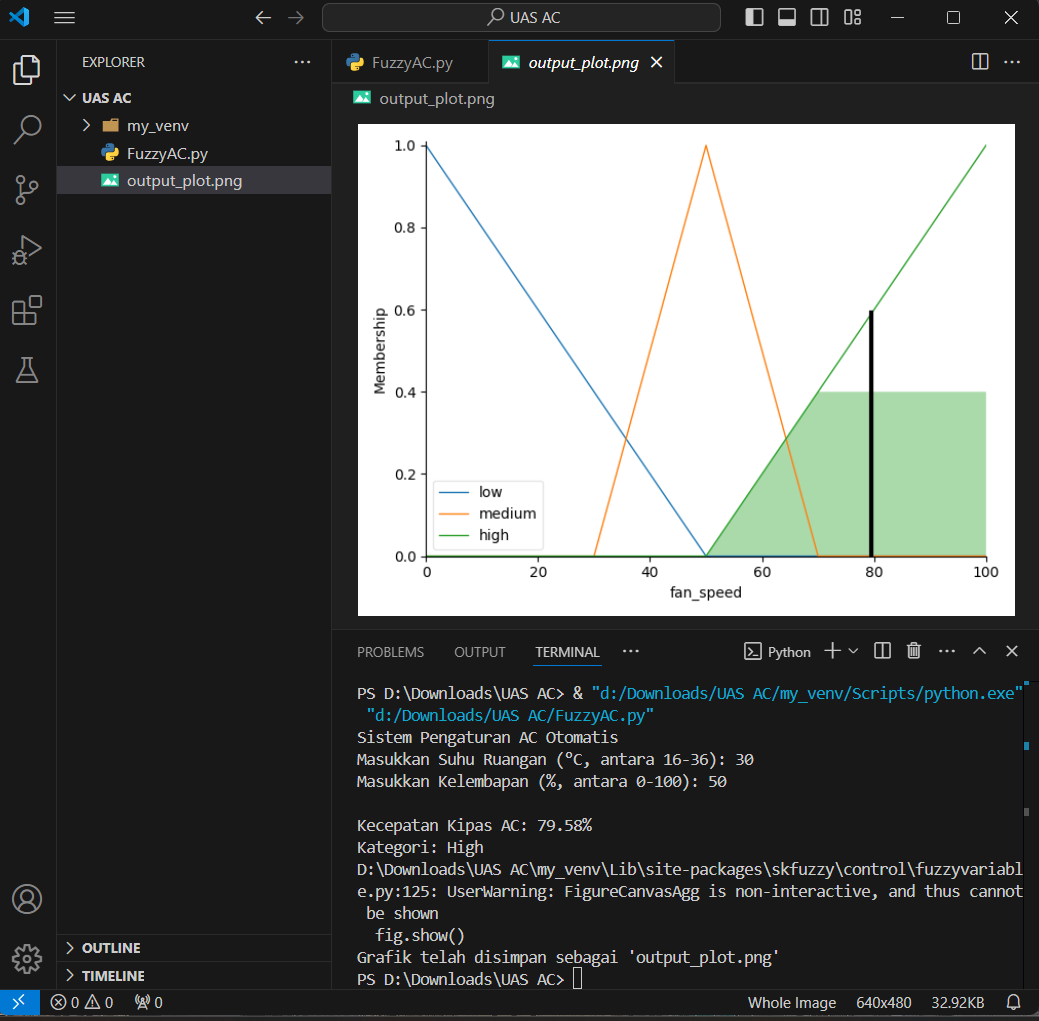 UAS AC
EXPLORER
UAS AC
my_venv
FuzzyAC.py
output_plot.png
OUTLINE
TIMELINE
FuzzyAC.py
output_plot.png
output_plot.png
1.0
0.8
0.6
0.4
0.2
0.0
Membership
low
medium
high
0 20 40 60 80 100
fan_speed
PROBLEMS OUTPUT TERMINAL
Python
PS D:\Downloads\UAS AC> & "d:/Downloads/UAS AC/my_venv/Scripts/python.exe"
"d:/Downloads/UAS AC/FuzzyAC.py"
Sistem Pengaturan AC Otomatis
Masukkan Suhu Ruangan (°C, antara 16-36): 30
Masukkan Kelembapan (%, antara 0-100): 50
Kecepatan Kipas AC: 79.58%
Kategori: High
D:\Downloads\UAS AC\my_venv\Lib\site-packages\skfuzzy\control\fuzzyvariabl
e.py:125: UserWarning: FigureCanvasAgg is non-interactive, and thus cannot
be shown
fig.show()
Grafik telah disimpan sebagai 'output_plot.png'
PS D:\Downloads\UAS AC>
0 0 0
Whole Image 640x480 32.92KB